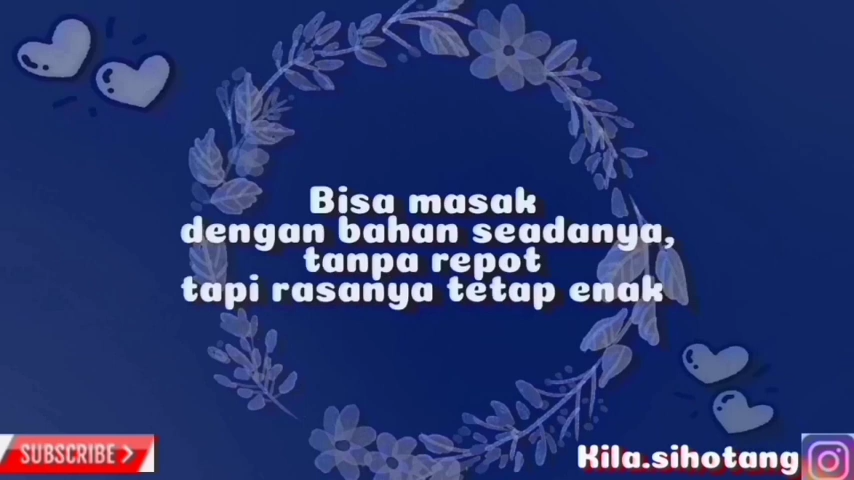 Bisa masak
dengan bahan seadanya,
tanpa repot
tapi rasanya tetap enak
SUBSCRIBE
Kila.sihotang